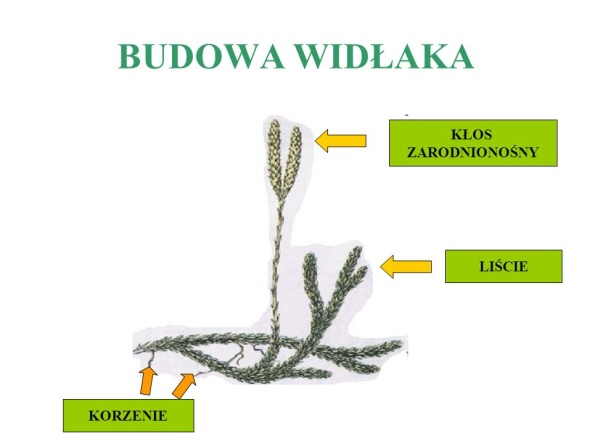 BUDOWA WIDŁAKA
KŁOS
ZARODNIONOŚNY
LIŚCIE
KORZENIE